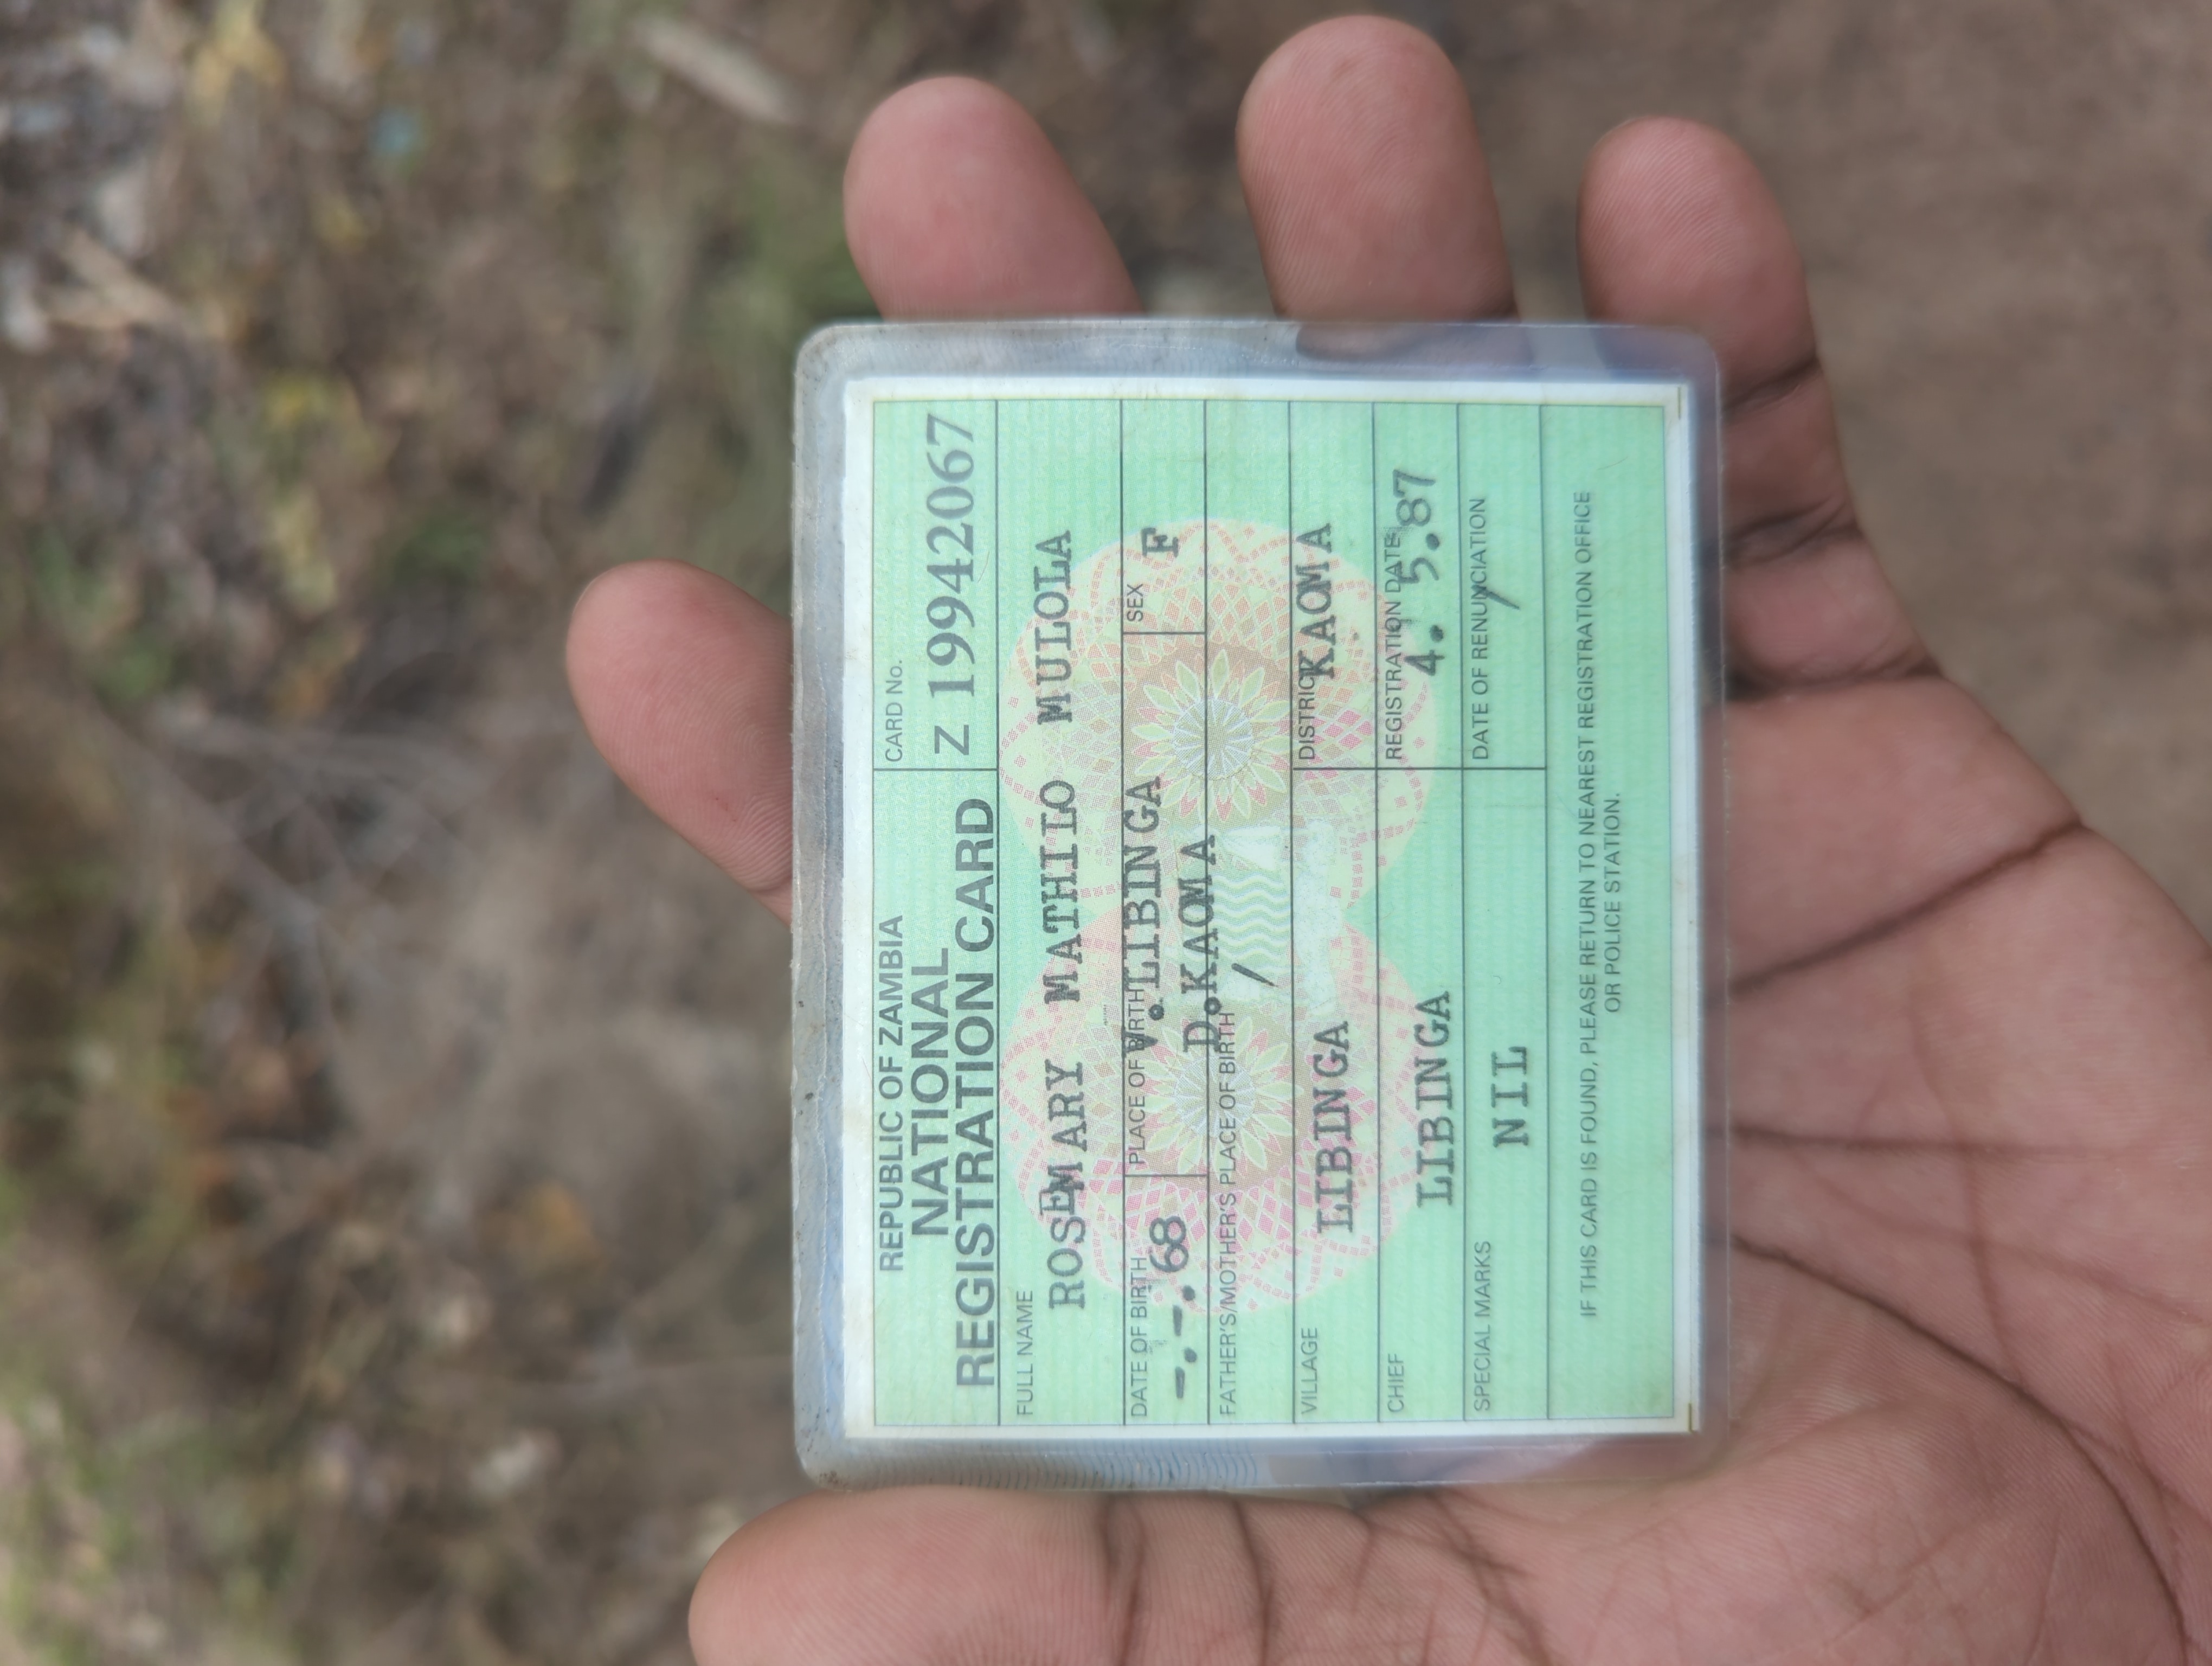 REPUBLIC OF ZAMBIA
NATIONAL
REGISTRATION CARD
CARD No.
Z 19942067
FULL NAME
ROSEMARY MATHILO MULOLA
DATE OF BIRTH
-.-.68
PLACE OF BIRTH
V.LIBINGA
D.KAOMA
SEX
F
FATHER'S/MOTHER'S PLACE OF BIRTH
/
VILLAGE
LIBINGA
DISTRICT
KAOMA
CHIEF
LIBINGA
REGISTRATION DATE
4. 5.87
SPECIAL MARKS
NIL
DATE OF RENUNCIATION
/
IF THIS CARD IS FOUND, PLEASE RETURN TO NEAREST REGISTRATION OFFICE
OR POLICE STATION.